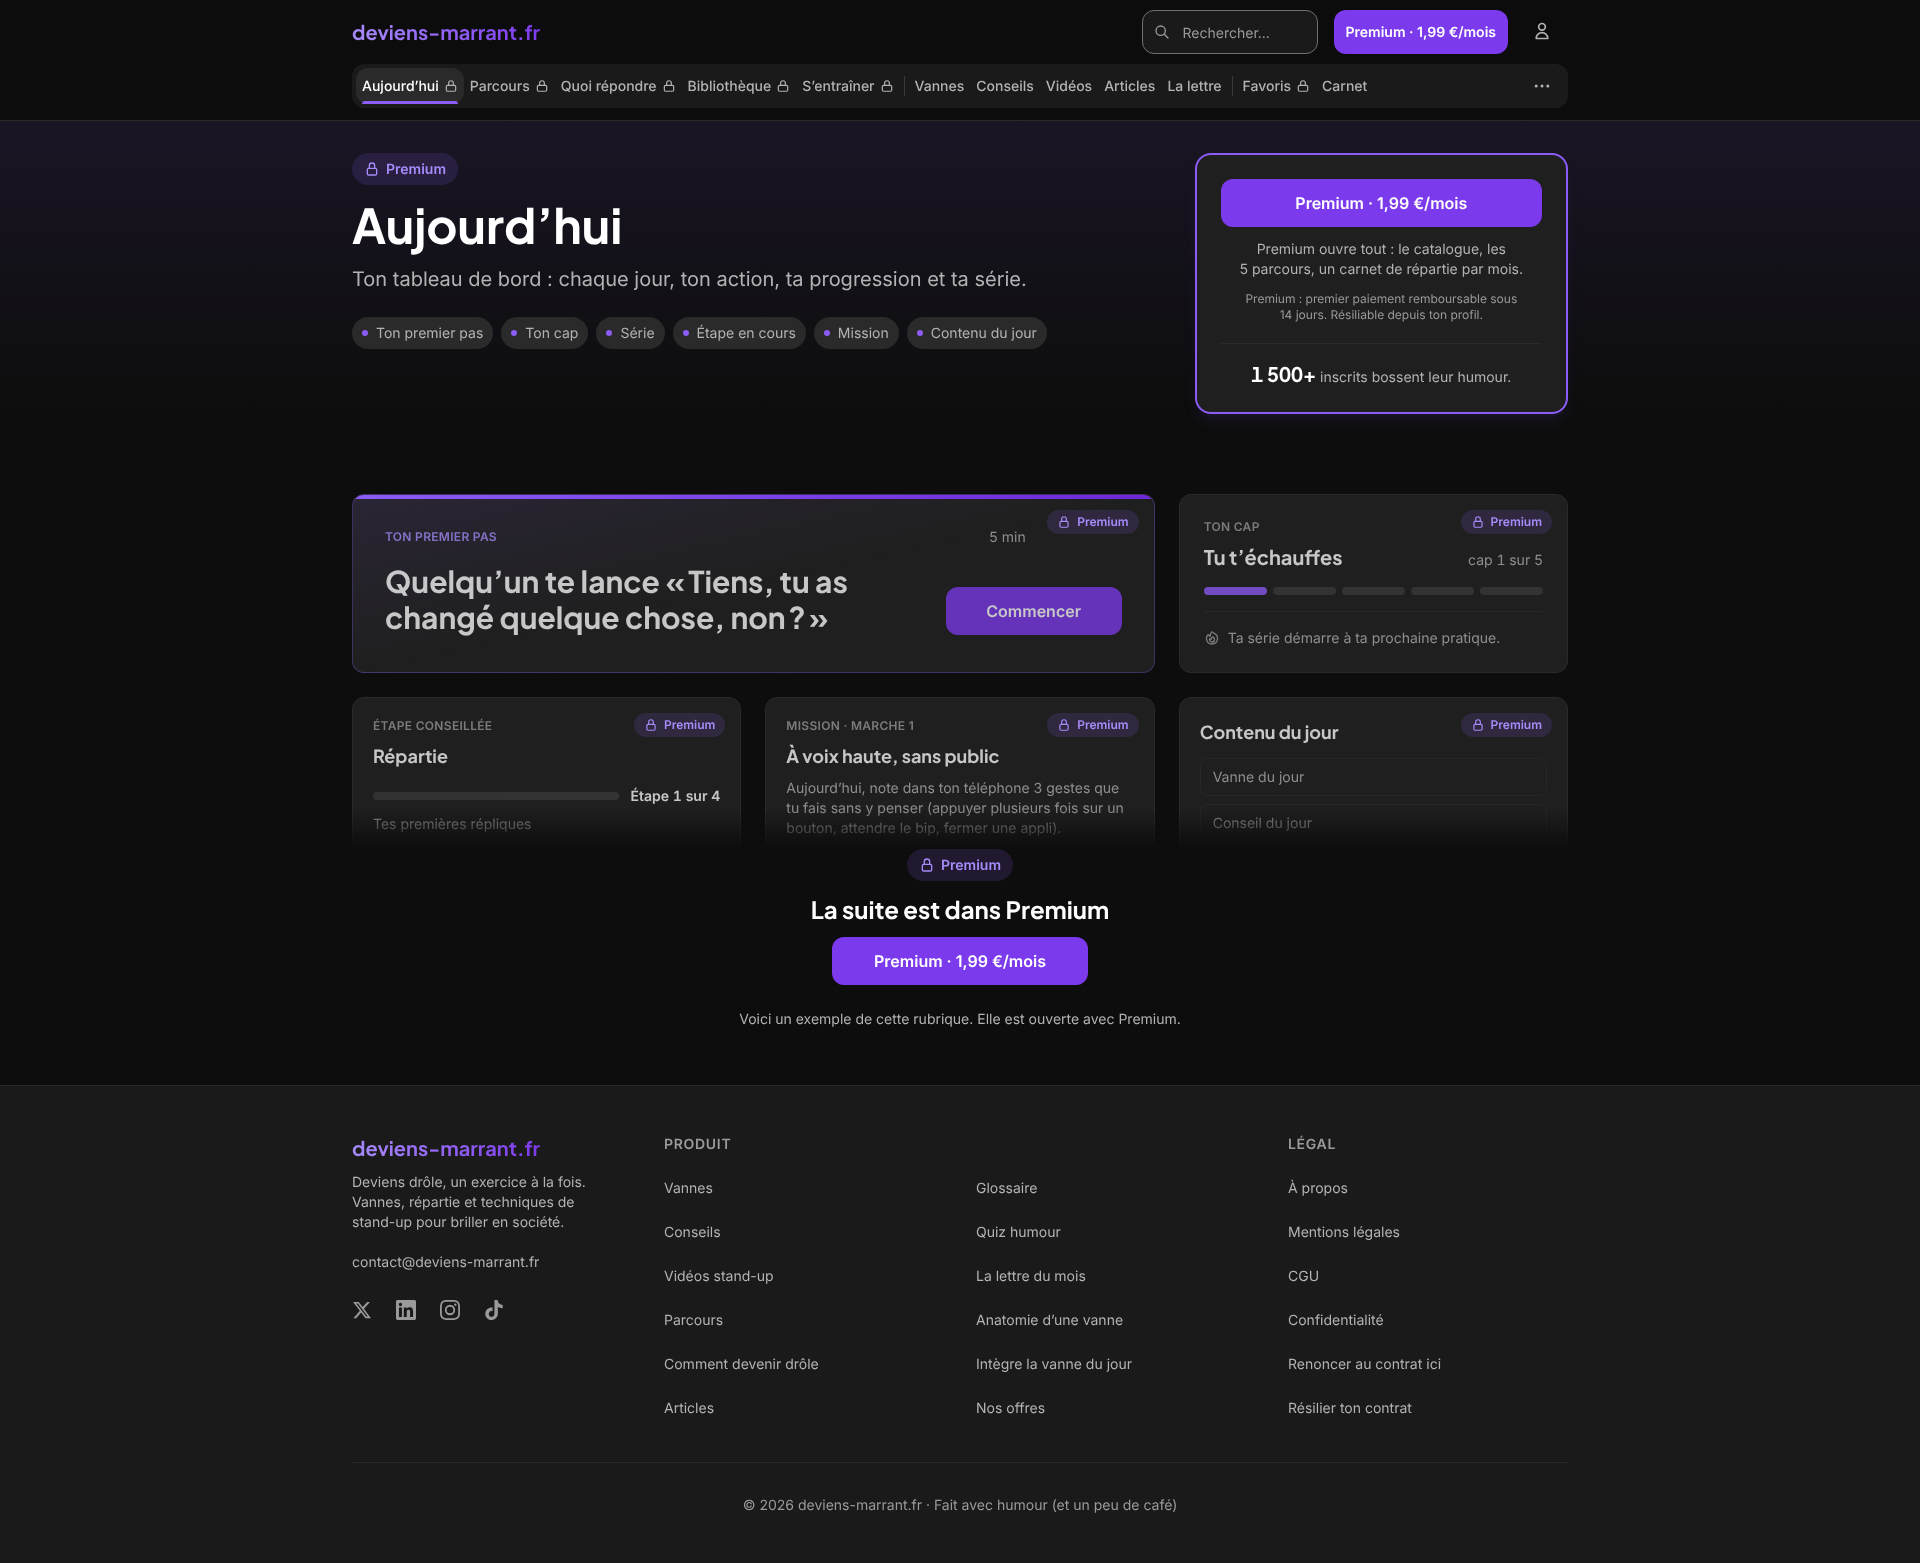 deviens-marrant.fr
Rechercher...
Premium · 1,99 €/mois
Aujourd’hui
Parcours
Quoi répondre
Bibliothèque
S’entraîner
Vannes
Conseils
Vidéos
Articles
La lettre
Favoris
Carnet
Premium
Aujourd’hui
Ton tableau de bord : chaque jour, ton action, ta progression et ta série.
Ton premier pas
Ton cap
Série
Étape en cours
Mission
Contenu du jour
Premium · 1,99 €/mois
Premium ouvre tout : le catalogue, les
5 parcours, un carnet de répartie par mois.
Premium : premier paiement remboursable sous
14 jours. Résiliable depuis ton profil.
1 500+ inscrits bossent leur humour.
TON PREMIER PAS
5 min
Premium
Quelqu’un te lance « Tiens, tu as
changé quelque chose, non ? »
Commencer
TON CAP
Premium
Tu t’échauffes
cap 1 sur 5
Ta série démarre à ta prochaine pratique.
ÉTAPE CONSEILLÉE
Premium
Répartie
Étape 1 sur 4
Tes premières répliques
MISSION · MARCHE 1
Premium
À voix haute, sans public
Aujourd’hui, note dans ton téléphone 3 gestes que
tu fais sans y penser (appuyer plusieurs fois sur un
bouton, attendre le bip, fermer une appli).
Contenu du jour
Premium
Vanne du jour
Conseil du jour
Premium
La suite est dans Premium
Premium · 1,99 €/mois
Voici un exemple de cette rubrique. Elle est ouverte avec Premium.
deviens-marrant.fr
Deviens drôle, un exercice à la fois.
Vannes, répartie et techniques de
stand-up pour briller en société.
contact@deviens-marrant.fr
PRODUIT
Vannes
Conseils
Vidéos stand-up
Parcours
Comment devenir drôle
Articles
Glossaire
Quiz humour
La lettre du mois
Anatomie d’une vanne
Intègre la vanne du jour
Nos offres
LÉGAL
À propos
Mentions légales
CGU
Confidentialité
Renoncer au contrat ici
Résilier ton contrat
© 2026 deviens-marrant.fr · Fait avec humour (et un peu de café)